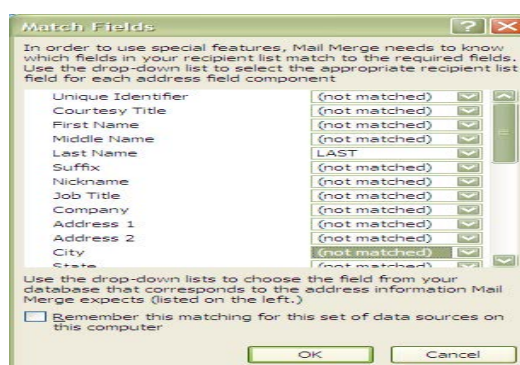 Match Fields
In order to use special features, Mail Merge needs to know
which fields in your recipient list match to the required fields.
Use the drop-down list to select the appropriate recipient list
field for each address field component
Unique Identifier (not matched)
Courtesy Title (not matched)
First Name (not matched)
Middle Name (not matched)
Last Name LAST
Suffix (not matched)
Nickname (not matched)
Job Title (not matched)
Company (not matched)
Address 1 (not matched)
Address 2 (not matched)
City (not matched)
State (not matched)
Use the drop-down lists to choose the field from your
database that corresponds to the address information Mail
Merge expects (listed on the left.)
Remember this matching for this set of data sources on
this computer
OK Cancel